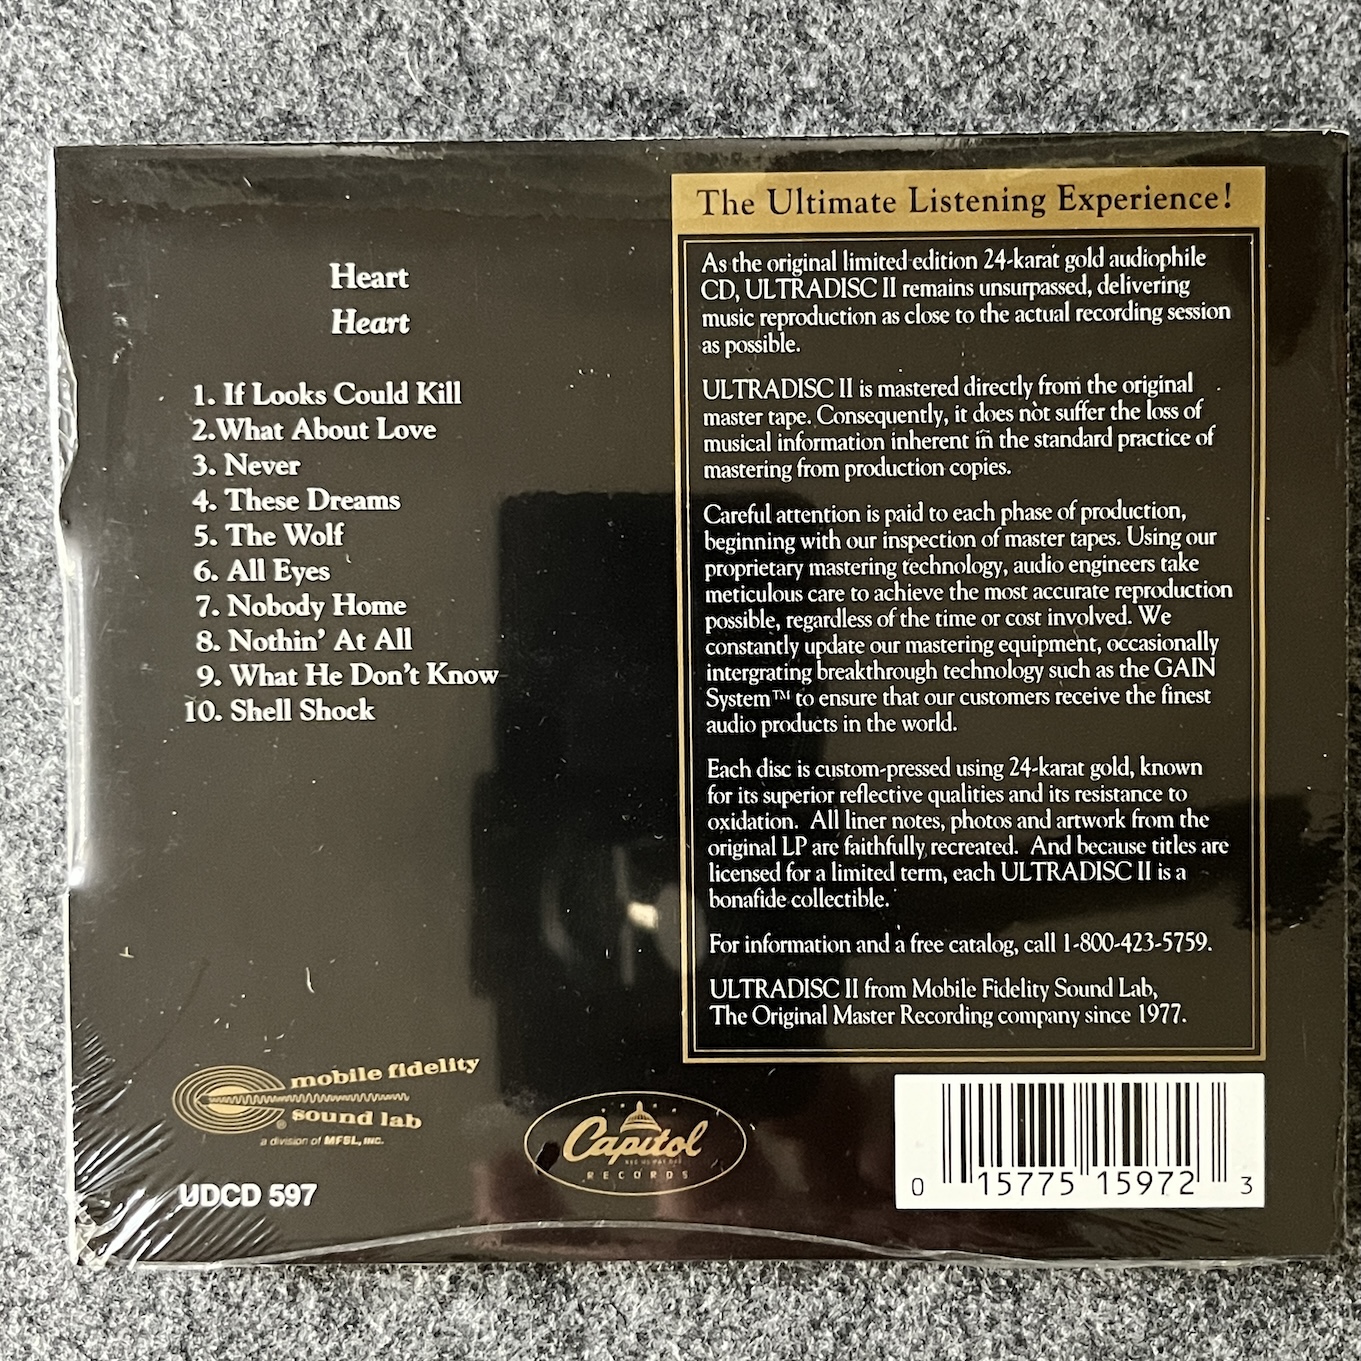 Heart
Heart
1. If Looks Could Kill
2.What About Love
3. Never
4. These Dreams
5. The Wolf
6. All Eyes
7. Nobody Home
8. Nothin' At All
9. What He Don't Know
10. Shell Shock
The Ultimate Listening Experience!
As the original limited edition 24-karat gold audiophile
CD, ULTRADISC II remains unsurpassed, delivering
music reproduction as close to the actual recording session
as possible.
ULTRADISC II is mastered directly from the original
master tape. Consequently, it does not suffer the loss of
musical information inherent in the standard practice of
mastering from production copies.
Careful attention is paid to each phase of production,
beginning with our inspection of master tapes. Using our
proprietary mastering technology, audio engineers take
meticulous care to achieve the most accurate reproduction
possible, regardless of the time or cost involved. We
constantly update our mastering equipment, occasionally
intergrating breakthrough technology such as the GAIN
System™ to ensure that our customers receive the finest
audio products in the world.
Each disc is custom-pressed using 24-karat gold, known
for its superior reflective qualities and its resistance to
oxidation. All liner notes, photos and artwork from the
original LP are faithfully recreated. And because titles are
licensed for a limited term, each ULTRADISC II is a
bonafide collectible.
For information and a free catalog, call 1-800-423-5759.
ULTRADISC II from Mobile Fidelity Sound Lab,
The Original Master Recording company since 1977.
mobile fidelity
® sound lab
a division of MFSL, INC.
UDCD 597
Capitol
RECORDS
0 15775 15972 3